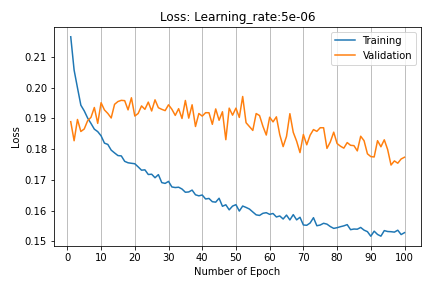 Loss: Learning_rate:5e-06
Training
Validation
Loss
0.21
0.20
0.19
0.18
0.17
0.16
0.15
0 10 20 30 40 50 60 70 80 90 100
Number of Epoch